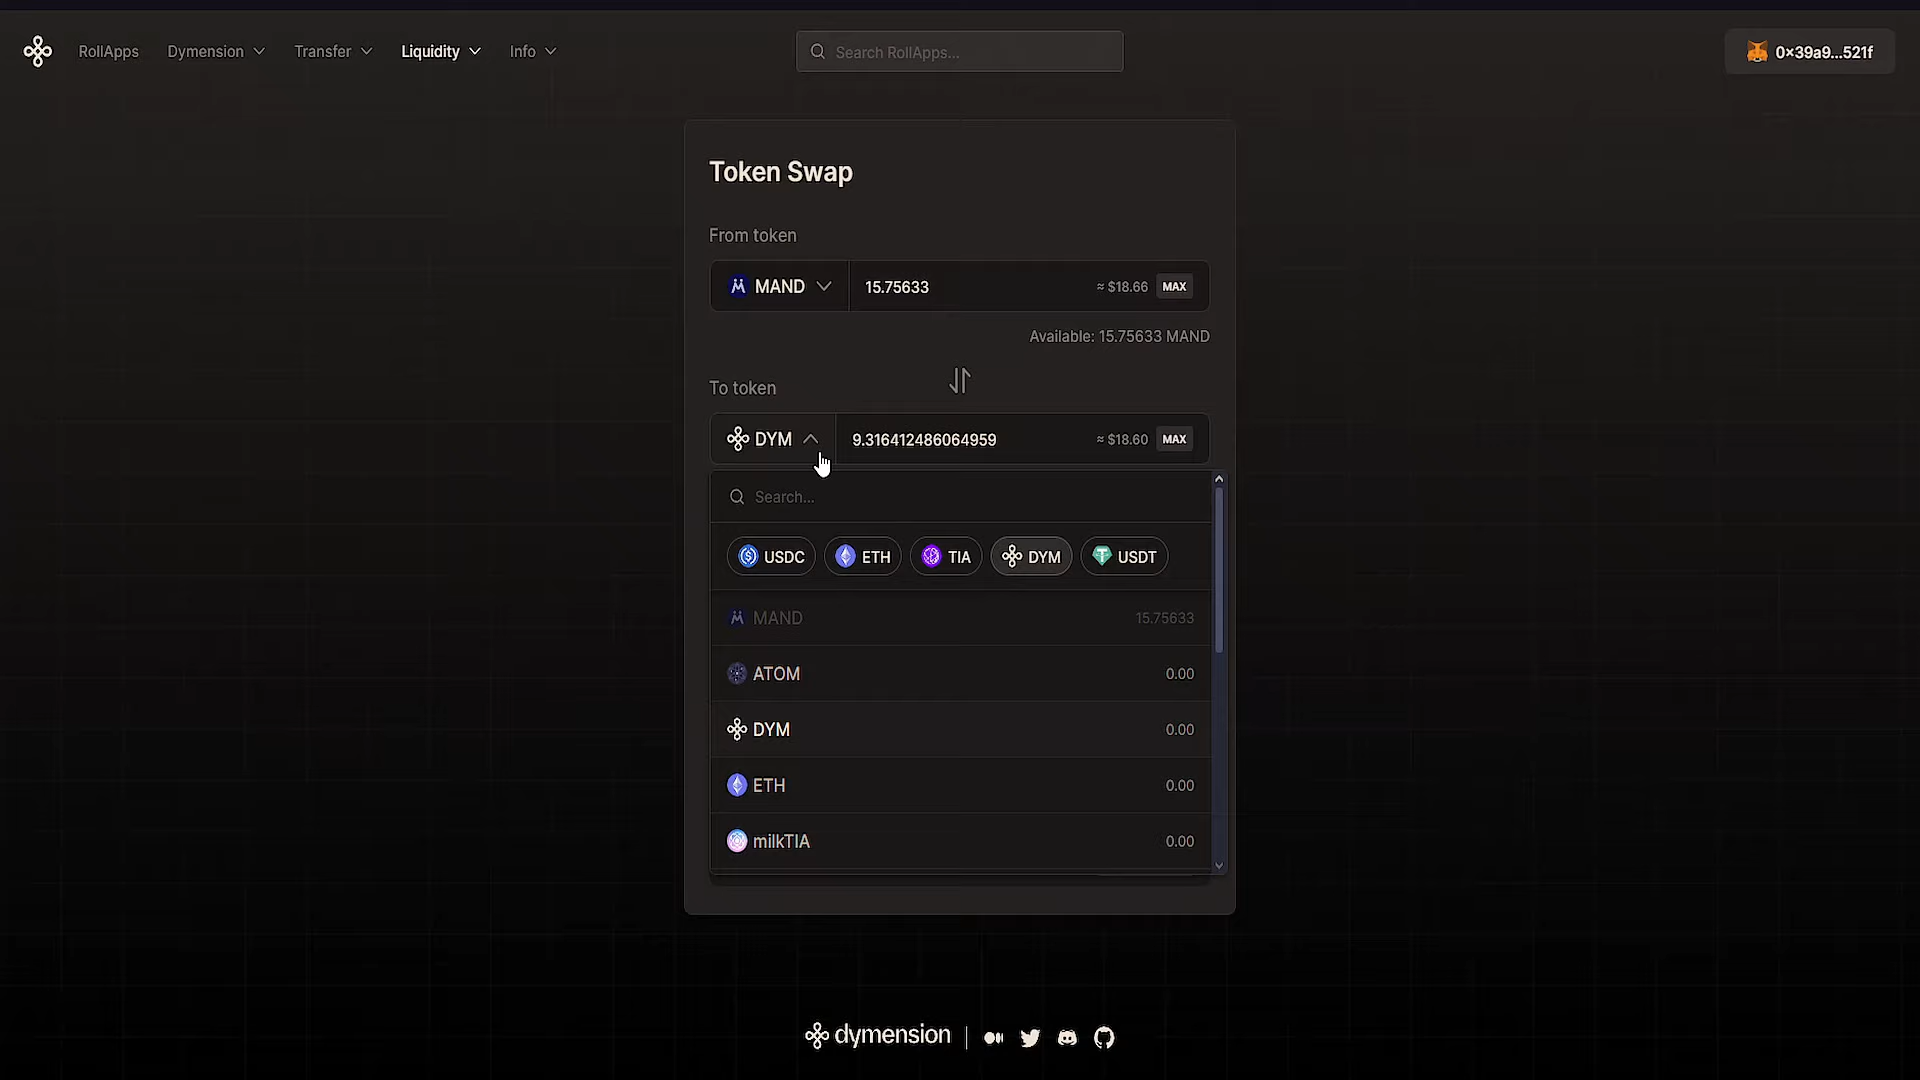 RollApps Dymension Transfer Liquidity Info Search RollApps... 0x39a9...521f
Token Swap
From token
MAND 15.75633 ≈ $18.66 MAX
Available: 15.75633 MAND
To token
DYM 9.316412486064959 ≈ $18.60 MAX
Search...
USDC ETH TIA DYM USDT
MAND 15.75633
ATOM 0.00
DYM 0.00
ETH 0.00
milkTIA 0.00
dymension